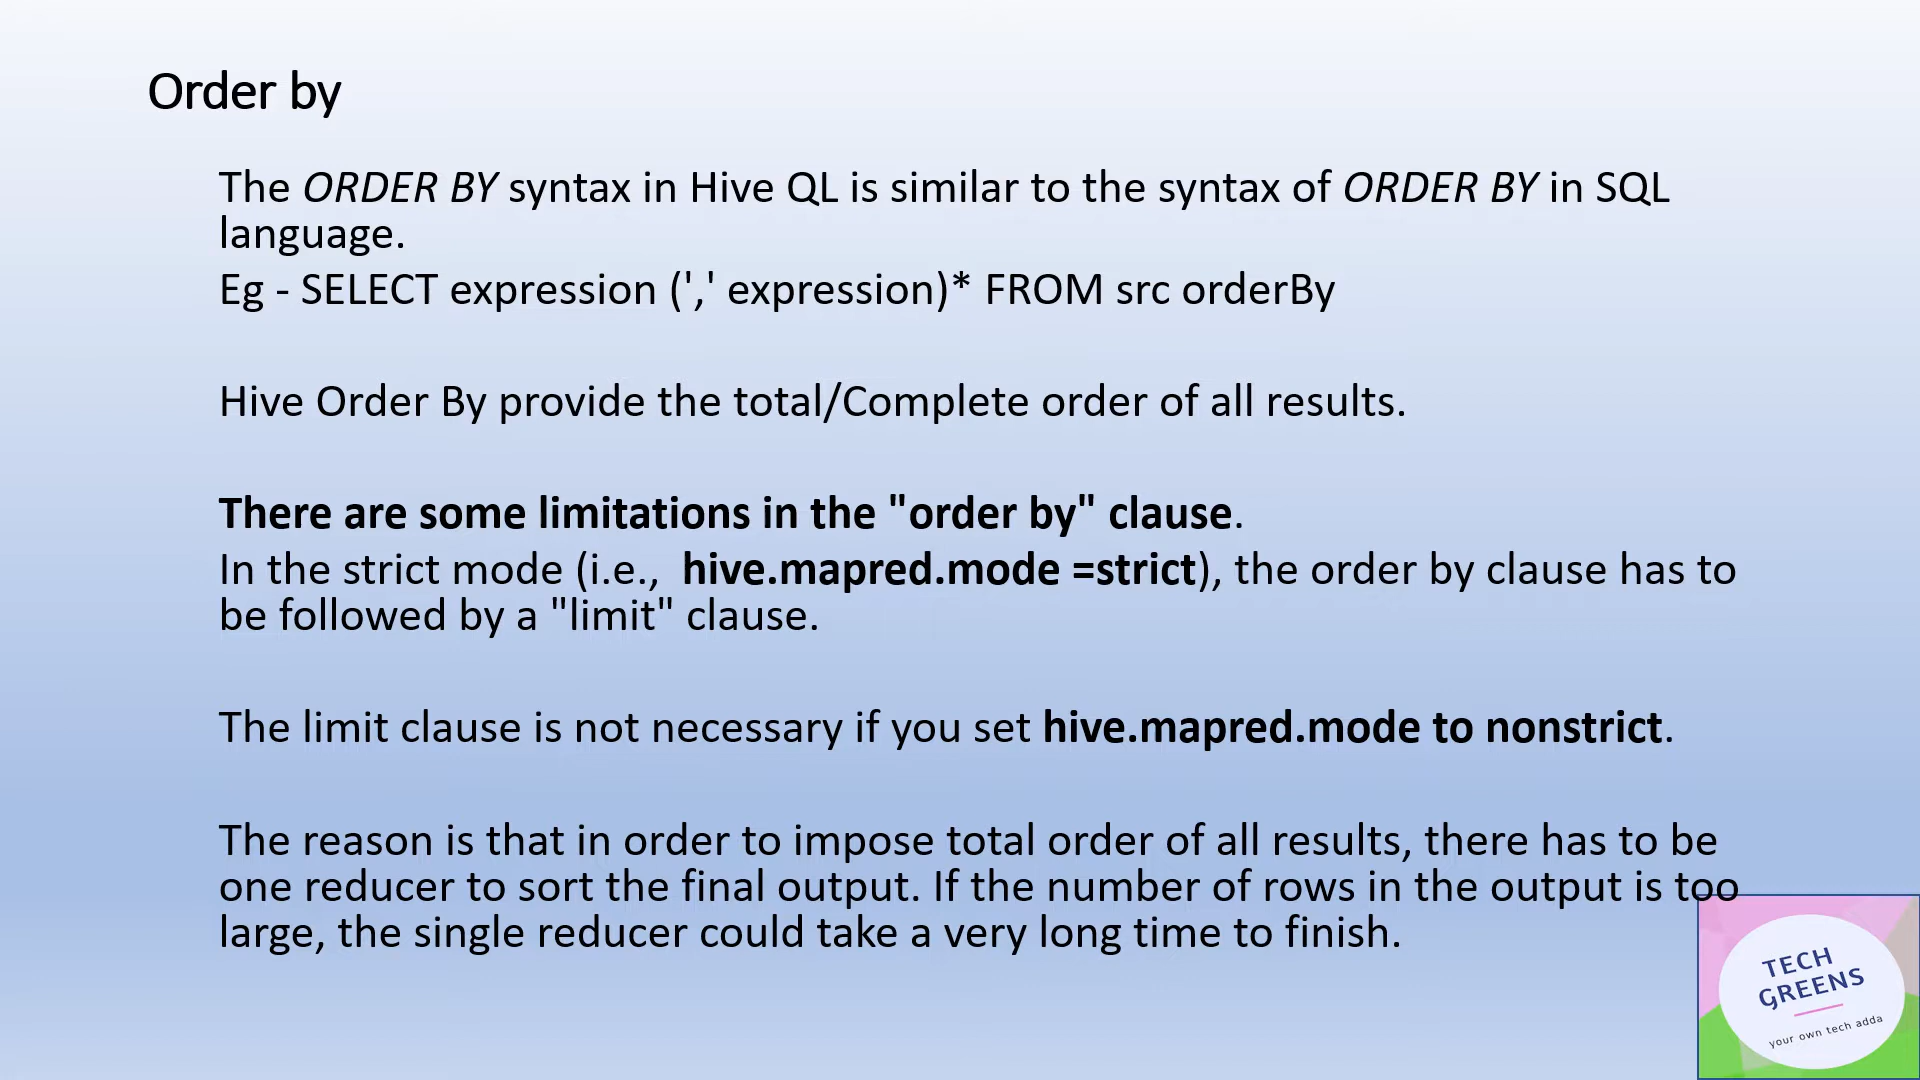 Order by
The ORDER BY syntax in Hive QL is similar to the syntax of ORDER BY in SQL
language.
Eg - SELECT expression (',' expression)* FROM src orderBy
Hive Order By provide the total/Complete order of all results.
There are some limitations in the "order by" clause.
In the strict mode (i.e.,  hive.mapred.mode =strict), the order by clause has to
be followed by a "limit" clause.
The limit clause is not necessary if you set hive.mapred.mode to nonstrict.
The reason is that in order to impose total order of all results, there has to be
one reducer to sort the final output. If the number of rows in the output is too
large, the single reducer could take a very long time to finish.
TECH
GREENS
your own tech adda